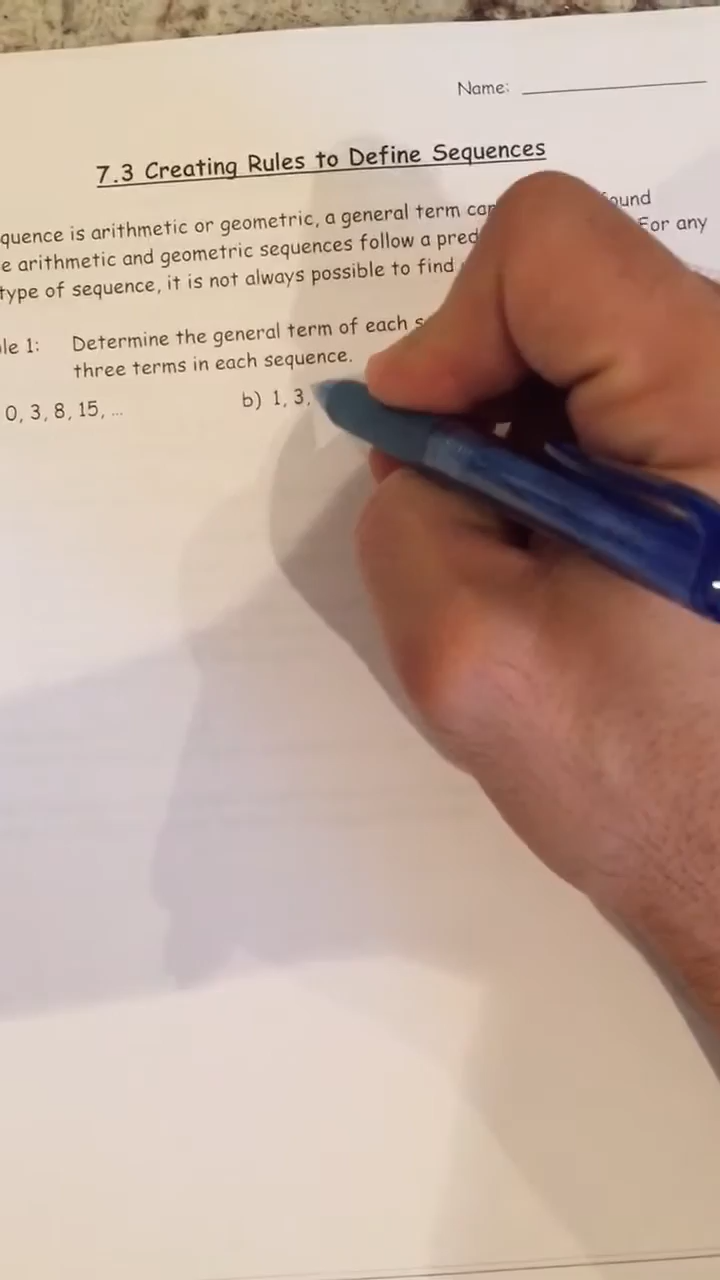 Name:
7.3 Creating Rules to Define Sequences
quence is arithmetic or geometric, a general term can ound
e arithmetic and geometric sequences follow a pred For any
type of sequence, it is not always possible to find
le 1: Determine the general term of each s
three terms in each sequence.
0, 3, 8, 15, ... b) 1, 3,